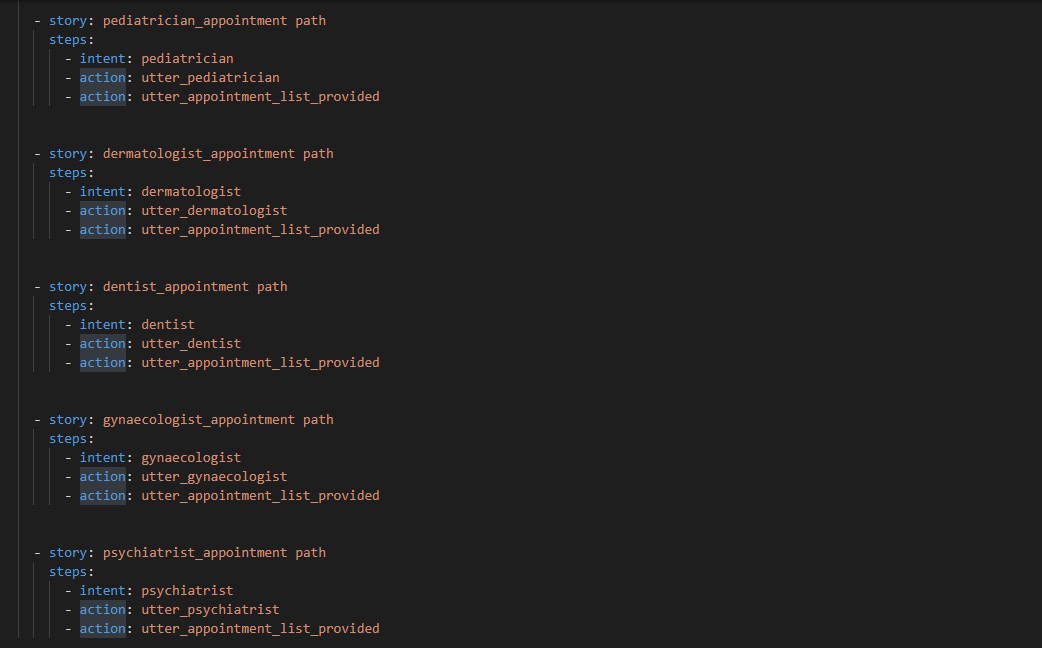 - story: pediatrician_appointment path
steps:
- intent: pediatrician
- action: utter_pediatrician
- action: utter_appointment_list_provided
- story: dermatologist_appointment path
steps:
- intent: dermatologist
- action: utter_dermatologist
- action: utter_appointment_list_provided
- story: dentist_appointment path
steps:
- intent: dentist
- action: utter_dentist
- action: utter_appointment_list_provided
- story: gynaecologist_appointment path
steps:
- intent: gynaecologist
- action: utter_gynaecologist
- action: utter_appointment_list_provided
- story: psychiatrist_appointment path
steps:
- intent: psychiatrist
- action: utter_psychiatrist
- action: utter_appointment_list_provided